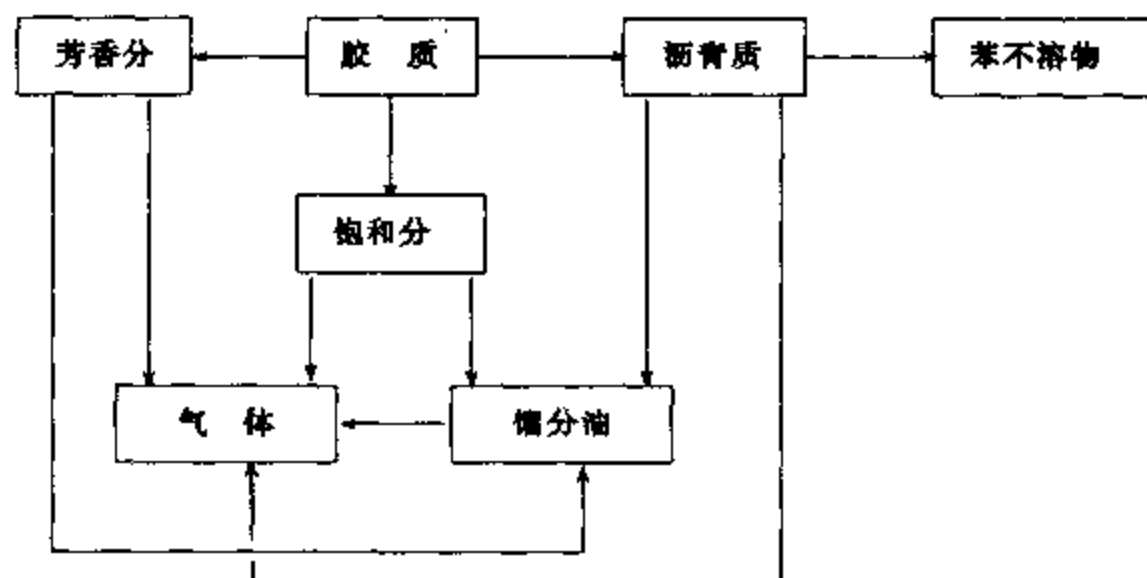 芳香分
胶 质
沥青质
苯不溶物
饱和分
气 体
馏分油